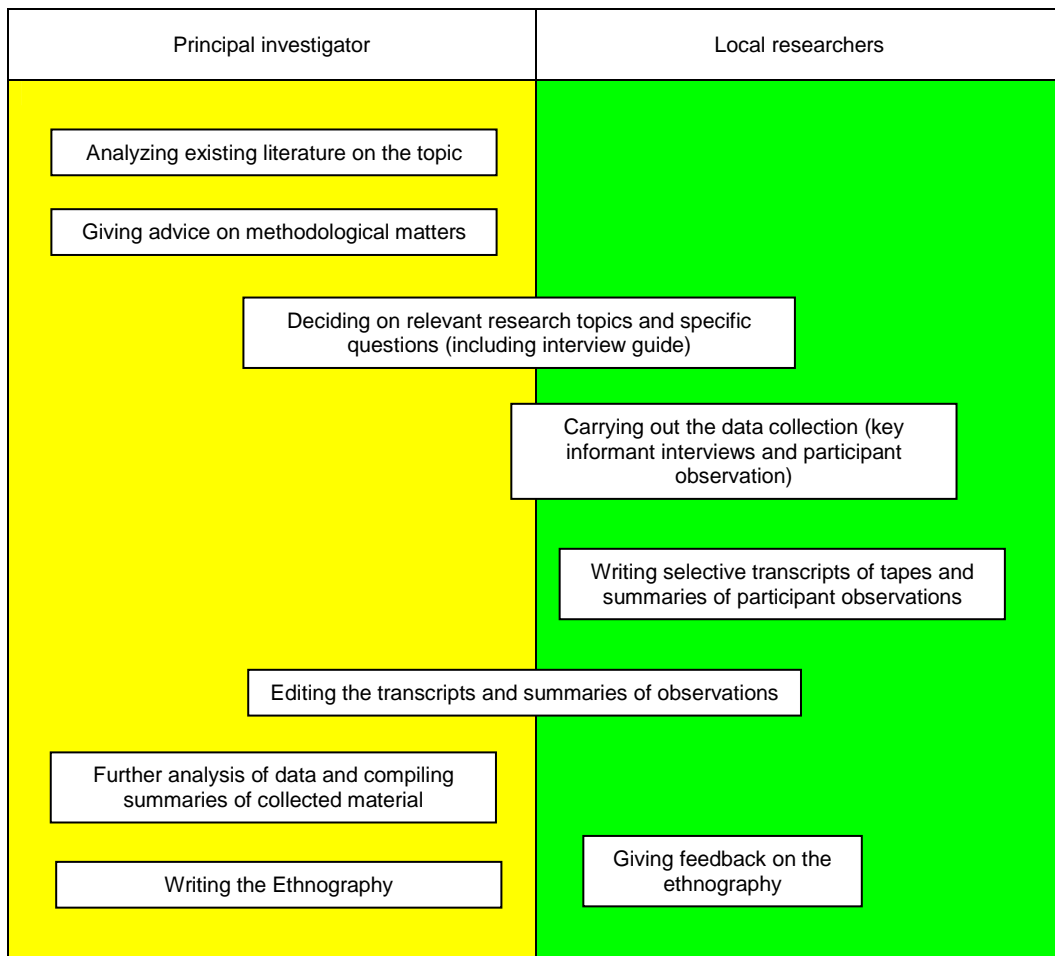 Principal investigator
Local researchers
Analyzing existing literature on the topic
Giving advice on methodological matters
Deciding on relevant research topics and specific
questions (including interview guide)
Carrying out the data collection (key
informant interviews and participant
observation)
Writing selective transcripts of tapes and
summaries of participant observations
Editing the transcripts and summaries of observations
Further analysis of data and compiling
summaries of collected material
Writing the Ethnography
Giving feedback on the
ethnography